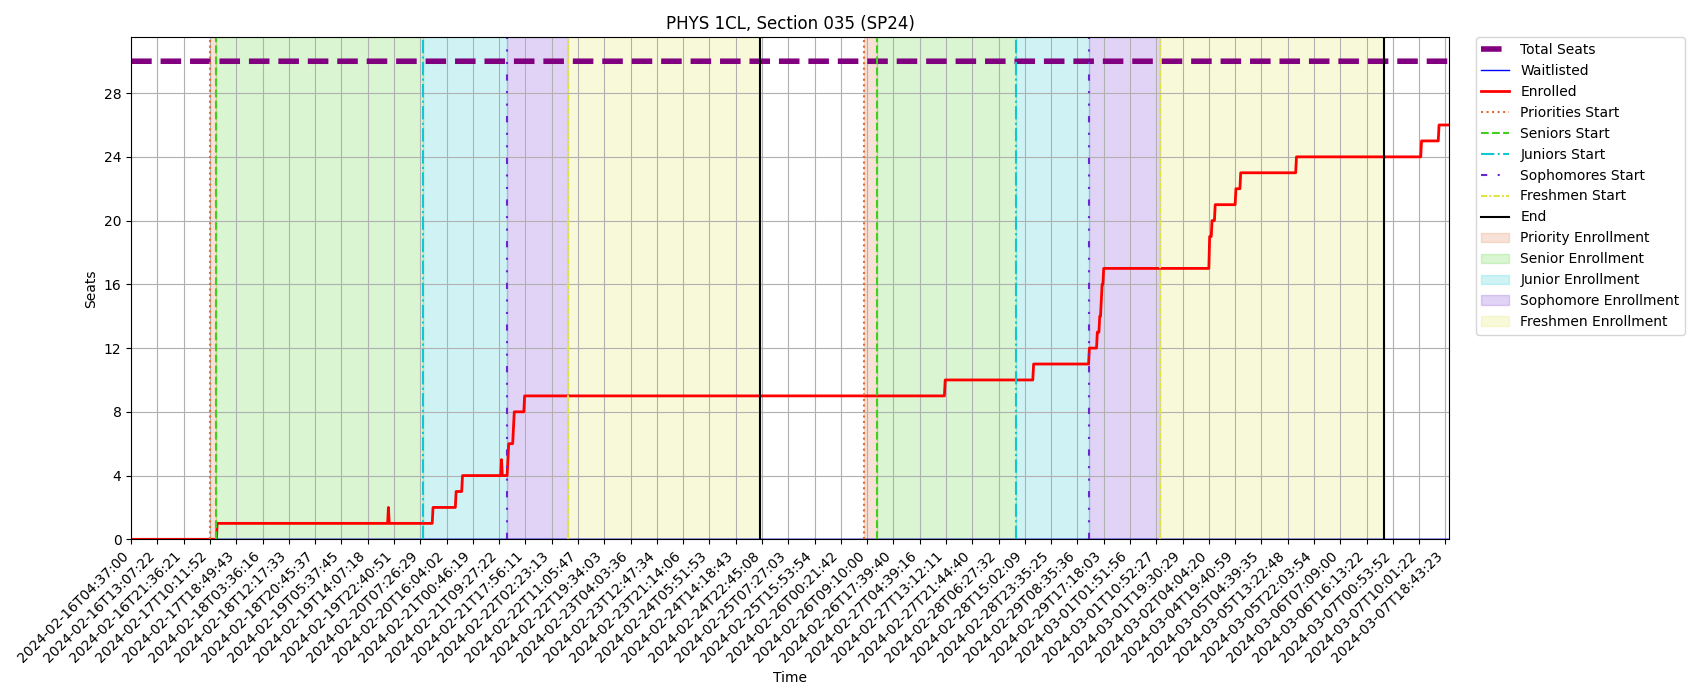 PHYS 1CL, Section 035 (SP24)
Total Seats
Waitlisted
Enrolled
Priorities Start
Seniors Start
Juniors Start
Sophomores Start
Freshmen Start
End
Priority Enrollment
Senior Enrollment
Junior Enrollment
Sophomore Enrollment
Freshmen Enrollment
Seats
28
24
20
16
12
8
4
0
2024-02-16T04:37:00
2024-02-16T13:07:22
2024-02-16T21:36:21
2024-02-17T10:11:52
2024-02-17T18:49:43
2024-02-18T03:36:16
2024-02-18T12:17:33
2024-02-18T20:45:37
2024-02-19T05:37:45
2024-02-19T14:07:18
2024-02-19T22:40:51
2024-02-20T07:26:29
2024-02-20T16:04:02
2024-02-21T00:46:19
2024-02-21T09:27:22
2024-02-21T17:56:11
2024-02-22T02:23:13
2024-02-22T11:05:47
2024-02-22T19:34:03
2024-02-23T04:03:36
2024-02-23T12:47:34
2024-02-23T21:14:06
2024-02-24T05:51:53
2024-02-24T14:18:43
2024-02-24T22:45:08
2024-02-25T07:27:03
2024-02-25T15:53:54
2024-02-26T00:21:42
2024-02-26T09:10:00
2024-02-26T17:39:40
2024-02-27T04:39:16
2024-02-27T13:12:11
2024-02-27T21:44:40
2024-02-28T06:27:32
2024-02-28T15:02:09
2024-02-28T23:35:25
2024-02-29T08:35:36
2024-02-29T17:18:03
2024-03-01T01:51:56
2024-03-01T10:52:27
2024-03-01T19:30:29
2024-03-02T04:04:20
2024-03-04T19:40:59
2024-03-05T04:39:35
2024-03-05T13:22:48
2024-03-05T22:03:54
2024-03-06T07:09:00
2024-03-06T16:13:22
2024-03-07T00:53:52
2024-03-07T10:01:22
2024-03-07T18:43:23
Time